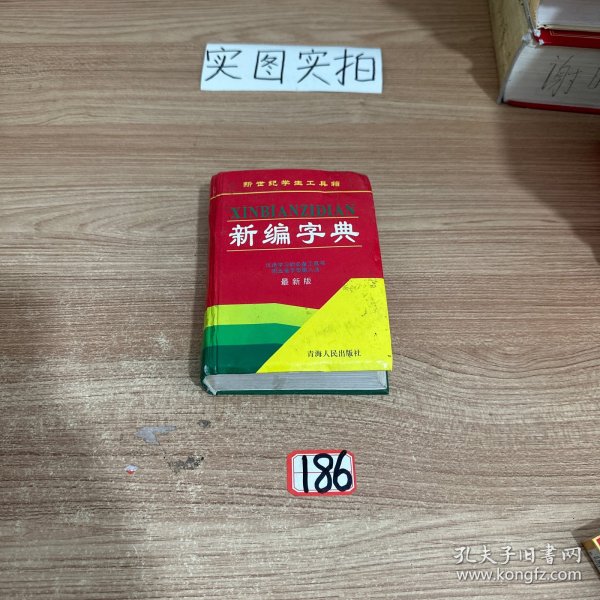 实图实拍
谢
新世纪学生工具箱
XINBIANZIDIAN
新编字典
最新版
青海人民出版社
186
孔夫子旧书网
www.kongfz.com